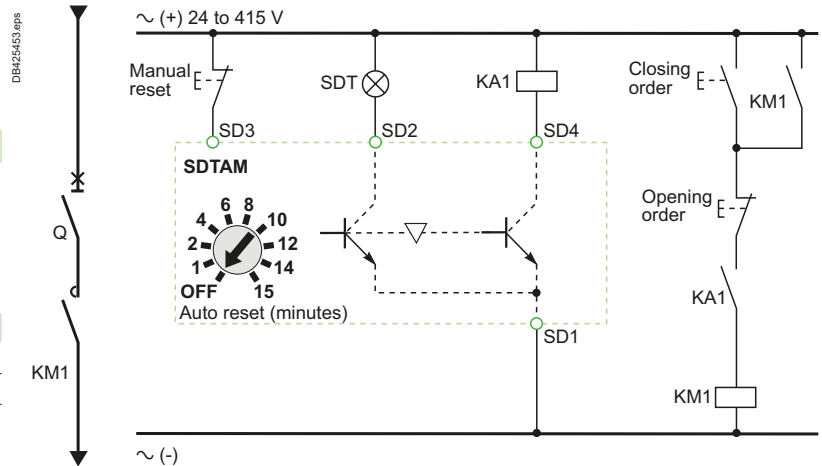 DB425453.eps
∿ (+) 24 to 415 V
Manual
reset
SDT
KA1
Closing
order
KM1
SD3
SD2
SD4
SDTAM
Opening
order
Q
6 8
4 10
2 12
1 14
OFF 15
Auto reset (minutes)
KA1
SD1
KM1
KM1
∿ (-)